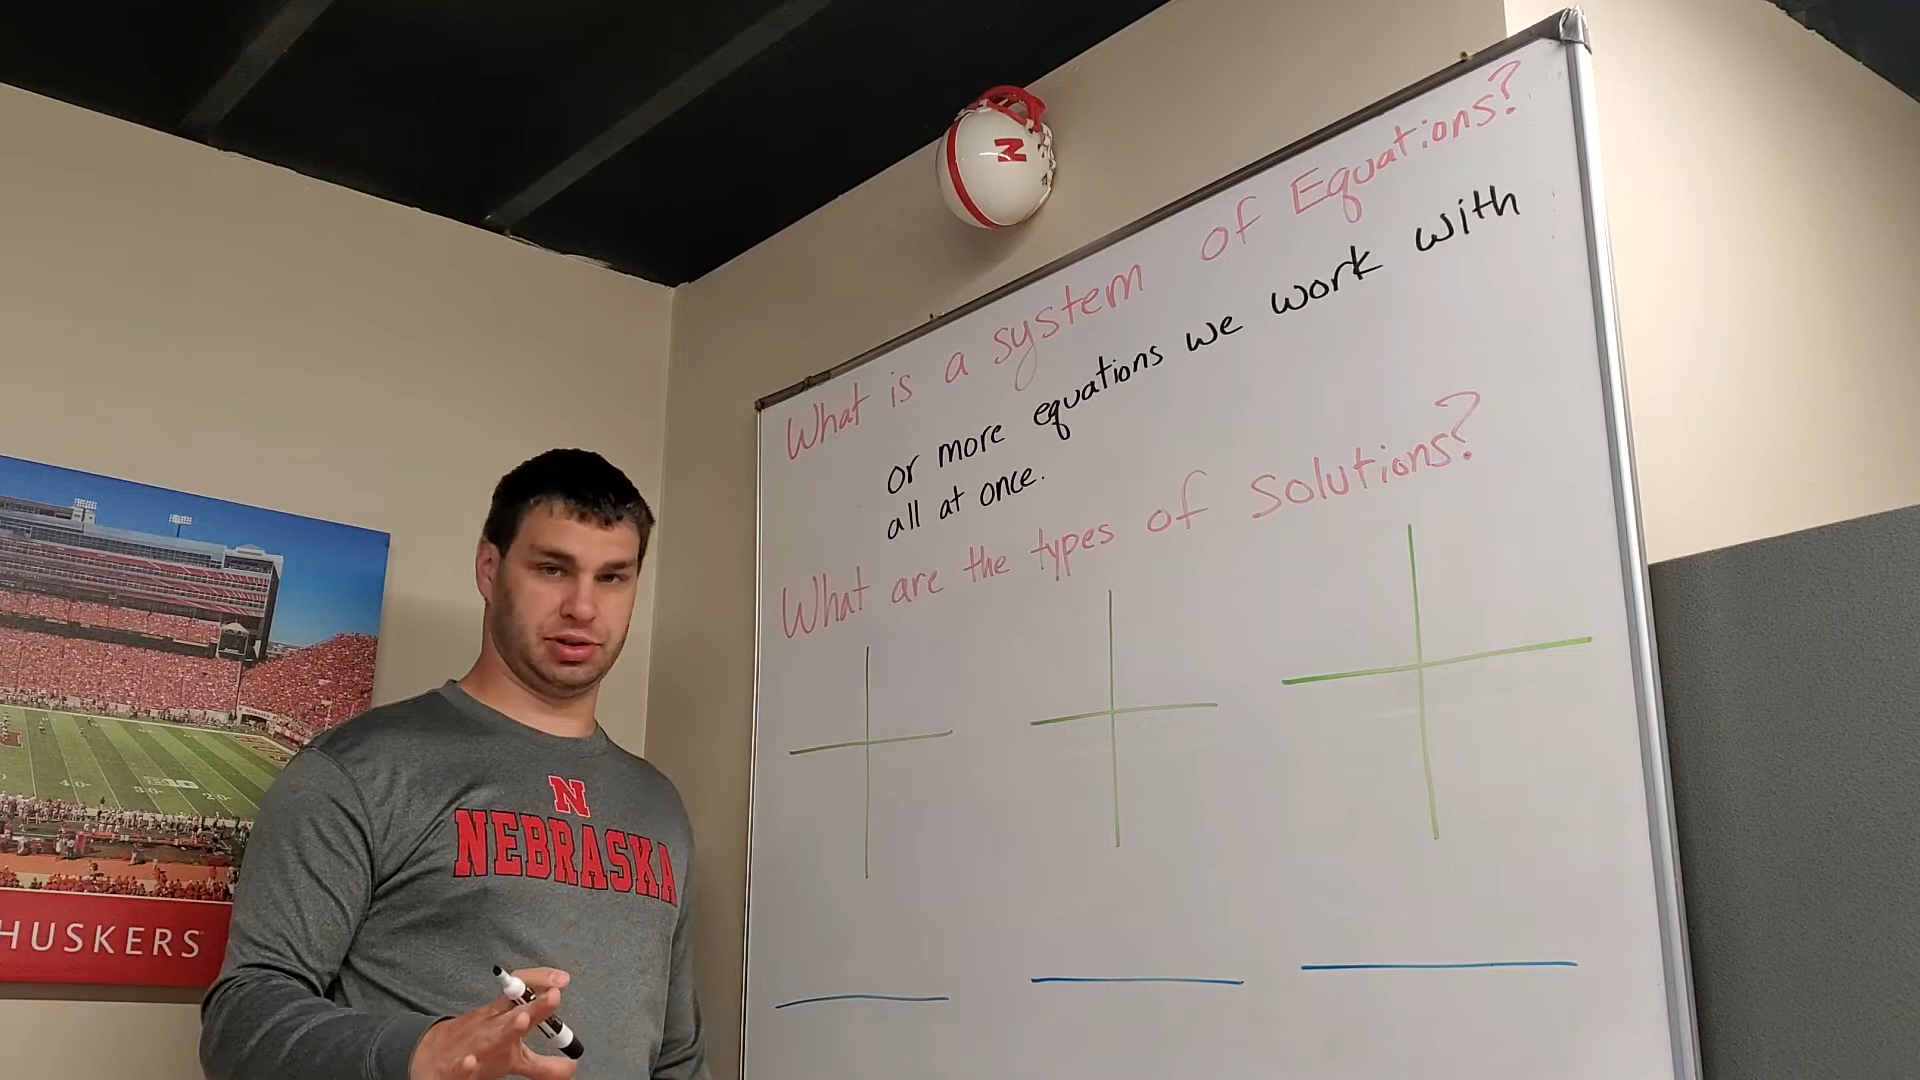 What is a system of Equations?
or more equations we work with
all at once.
What are the types of Solutions?
N
N
NEBRASKA
HUSKERS